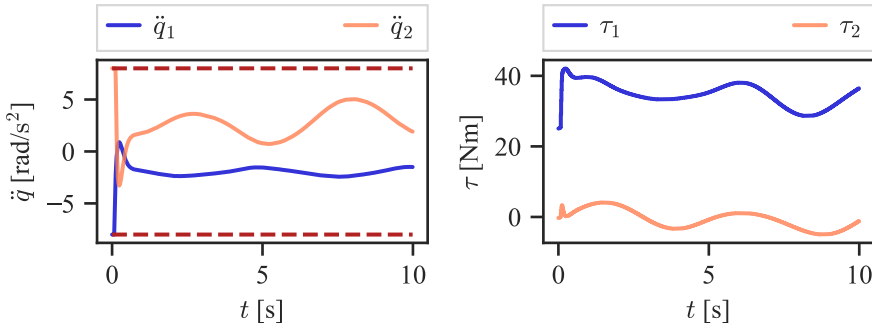 q̈₁ q̈₂
5
0
−5
q̈ [rad/s²]
0 5 10
t [s]
τ₁ τ₂
40
20
0
τ [Nm]
0 5 10
t [s]